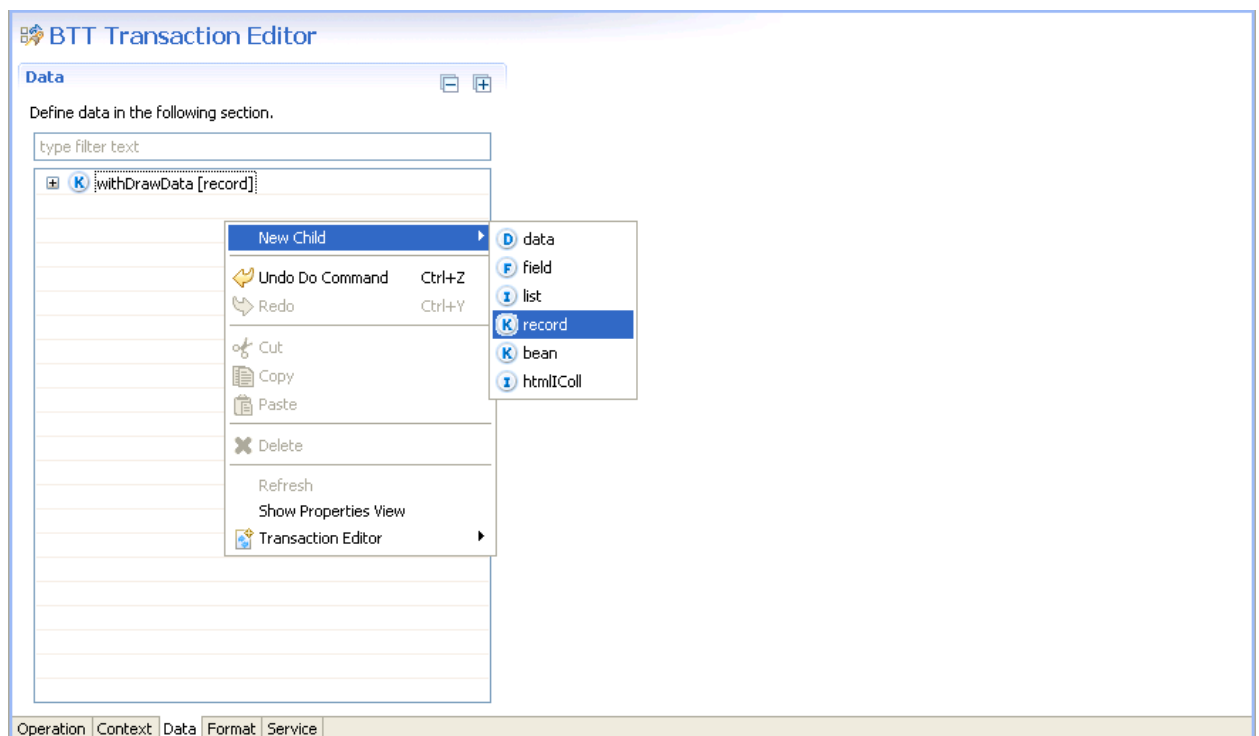 BTT Transaction Editor
Data
Define data in the following section.
type filter text
K withDrawData [record]
New Child
D data
F field
I list
K record
K bean
I htmlIColl
Undo Do Command Ctrl+Z
Redo Ctrl+Y
Cut
Copy
Paste
Delete
Refresh
Show Properties View
Transaction Editor
Operation Context Data Format Service